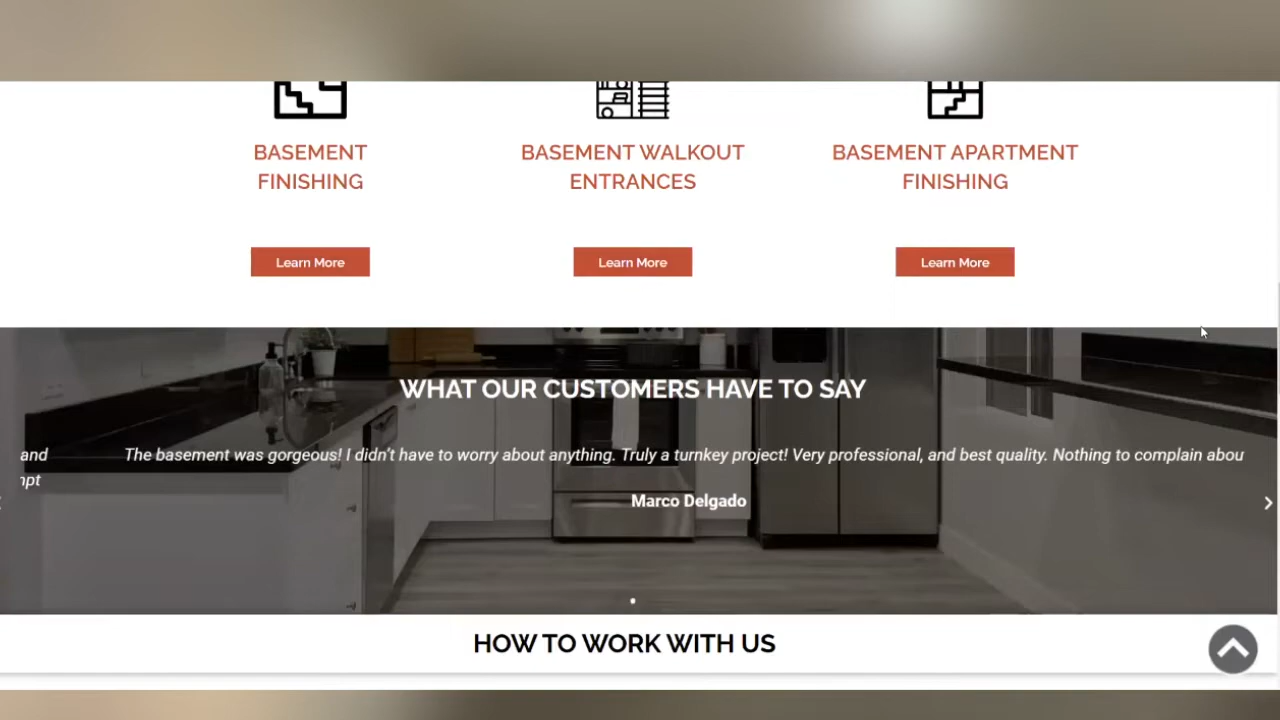 BASEMENT
FINISHING
BASEMENT WALKOUT
ENTRANCES
BASEMENT APARTMENT
FINISHING
Learn More
Learn More
Learn More
WHAT OUR CUSTOMERS HAVE TO SAY
and
The basement was gorgeous! I didn't have to worry about anything. Truly a turnkey project! Very professional, and best quality. Nothing to complain abou
npt
Marco Delgado
HOW TO WORK WITH US